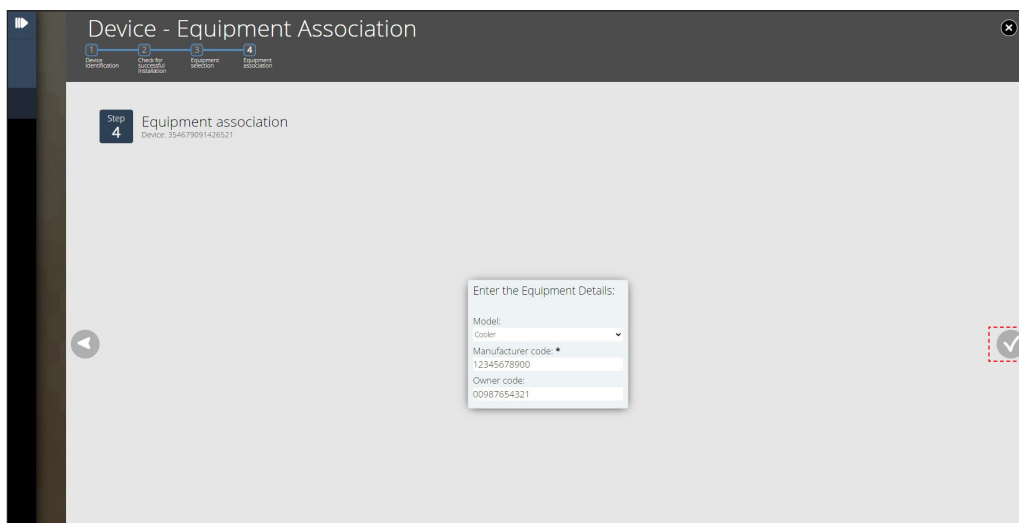 Device - Equipment Association
1 2 3 4
Device Identification
Check for successful installation
Equipment selection
Equipment association
Step
4
Equipment association
Device: 354679091426521
Enter the Equipment Details:
Model:
Cooler
Manufacturer code: *
12345678900
Owner code:
00987654321